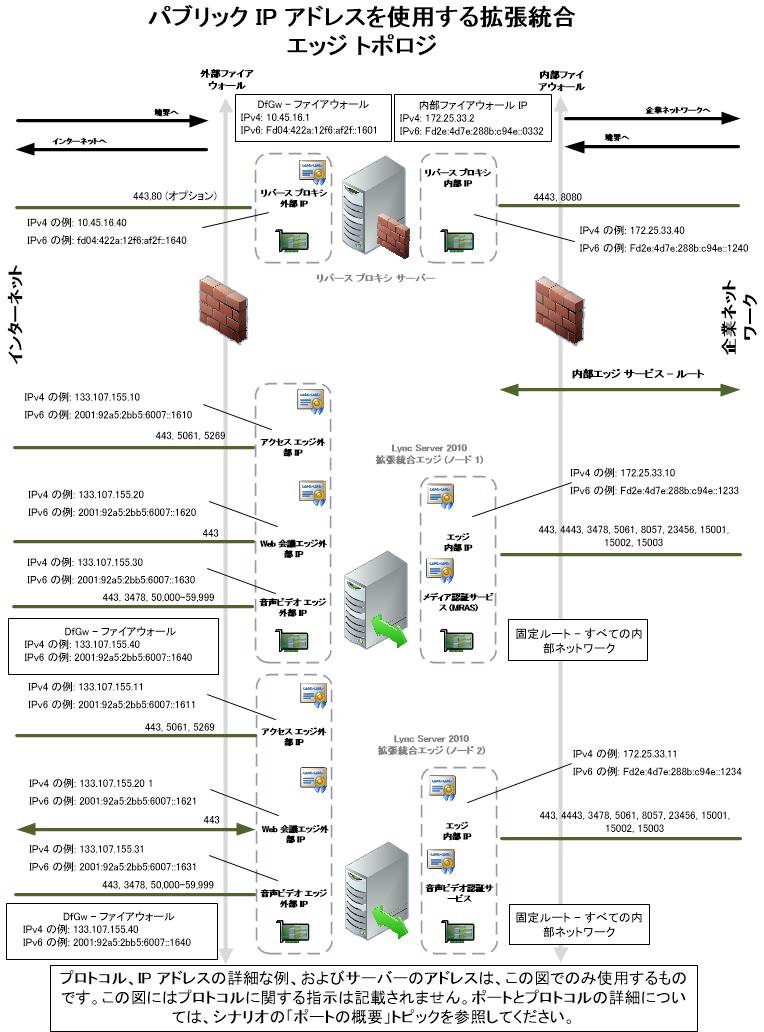 パブリック IP アドレスを使用する拡張統合
エッジ トポロジ
外部ファイア
ウォール
内部ファイ
アウォール
境界へ
インターネットへ
DfGw – ファイアウォール
IPv4: 10.45.16.1
IPv6: Fd04:422a:12f6:af2f::1601
内部ファイアウォール IP
IPv4: 172.25.33.2
IPv6: Fd2e:4d7e:288b:c94e::0332
企業ネットワークへ
境界へ
443,80 (オプション)
リバース プロキシ
外部 IP
リバース プロキシ
内部 IP
4443, 8080
IPv4 の例: 10.45.16.40
IPv6 の例: fd04:422a:12f6:af2f::1640
IPv4 の例: 172.25.33.40
IPv6 の例: Fd2e:4d7e:288b:c94e::1240
リバース プロキシ サーバー
インターネット
企業ネット
ワーク
内部エッジ サービス – ルート
IPv4 の例: 133.107.155.10
IPv6 の例: 2001:92a5:2bb5:6007::1610
443, 5061, 5269
アクセス エッジ外
部 IP
Lync Server 2010
拡張統合エッジ (ノード 1)
IPv4 の例: 172.25.33.10
IPv6 の例: Fd2e:4d7e:288b:c94e::1233
IPv4 の例: 133.107.155.20
IPv6 の例: 2001:92a5:2bb5:6007::1620
443
Web 会議エッジ外
部 IP
エッジ
内部 IP
443, 4443, 3478, 5061, 8057, 23456, 15001,
15002, 15003
IPv4 の例: 133.107.155.30
IPv6 の例: 2001:92a5:2bb5:6007::1630
443, 3478, 50,000-59,999
音声ビデオ エッジ
外部 IP
メディア認証サービ
ス (MRAS)
DfGw – ファイアウォール
IPv4 の例: 133.107.155.40
IPv6 の例: 2001:92a5:2bb5:6007::1640
固定ルート – すべての内
部ネットワーク
IPv4 の例: 133.107.155.11
IPv6 の例: 2001:92a5:2bb5:6007::1611
443, 5061, 5269
アクセス エッジ外
部 IP
Lync Server 2010
拡張統合エッジ (ノード 2)
IPv4 の例: 172.25.33.11
IPv6 の例: Fd2e:4d7e:288b:c94e::1234
IPv4 の例: 133.107.155.20 1
IPv6 の例: 2001:92a5:2bb5:6007::1621
443
Web 会議エッジ外
部 IP
エッジ
内部 IP
443, 4443, 3478, 5061, 8057, 23456, 15001,
15002, 15003
IPv4 の例: 133.107.155.31
IPv6 の例: 2001:92a5:2bb5:6007::1631
443, 3478, 50,000-59,999
音声ビデオ エッジ
外部 IP
音声ビデオ認証サ
ービス
DfGw – ファイアウォール
IPv4 の例: 133.107.155.40
IPv6 の例: 2001:92a5:2bb5:6007::1640
固定ルート – すべての内
部ネットワーク
プロトコル、IP アドレスの詳細な例、およびサーバーのアドレスは、この図でのみ使用するもの
です。この図にはプロトコルに関する指示は記載されません。ポートとプロトコルの詳細につい
ては、シナリオの「ポートの概要」トピックを参照してください。